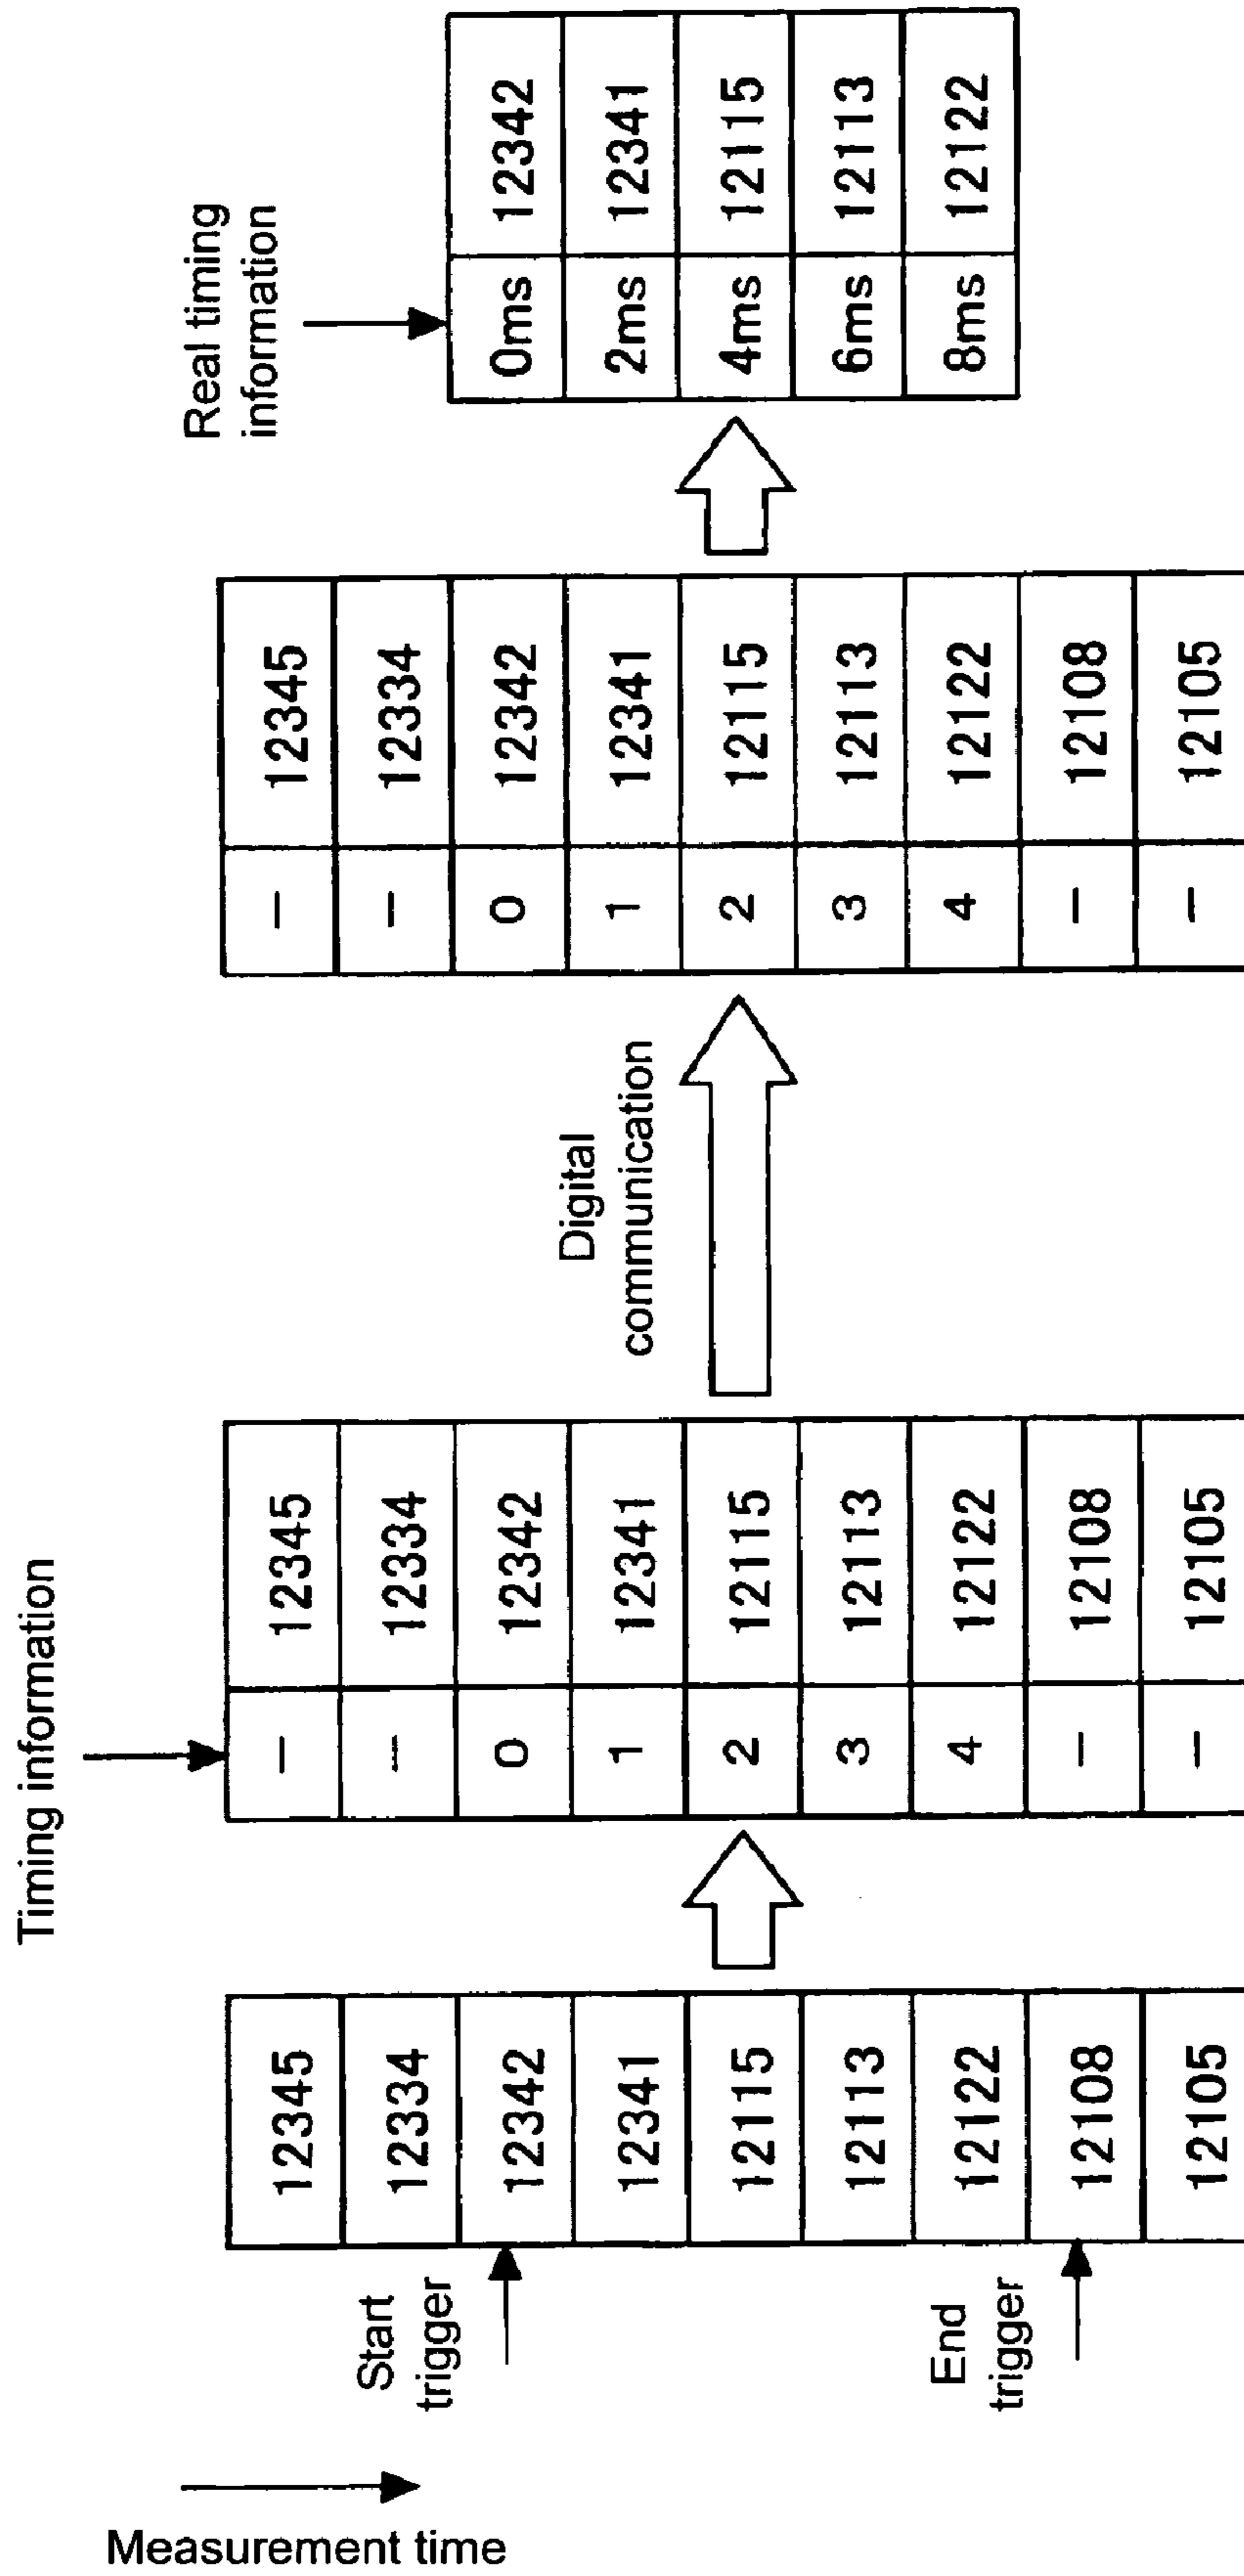 Measurement time
Start
trigger
End
trigger
12345
12334
12342
12341
12115
12113
12122
12108
12105
Timing information
– 12345
– 12334
0 12342
1 12341
2 12115
3 12113
4 12122
– 12108
– 12105
Digital
communication
– 12345
– 12334
0 12342
1 12341
2 12115
3 12113
4 12122
– 12108
– 12105
Real timing
information
0ms 12342
2ms 12341
4ms 12115
6ms 12113
8ms 12122